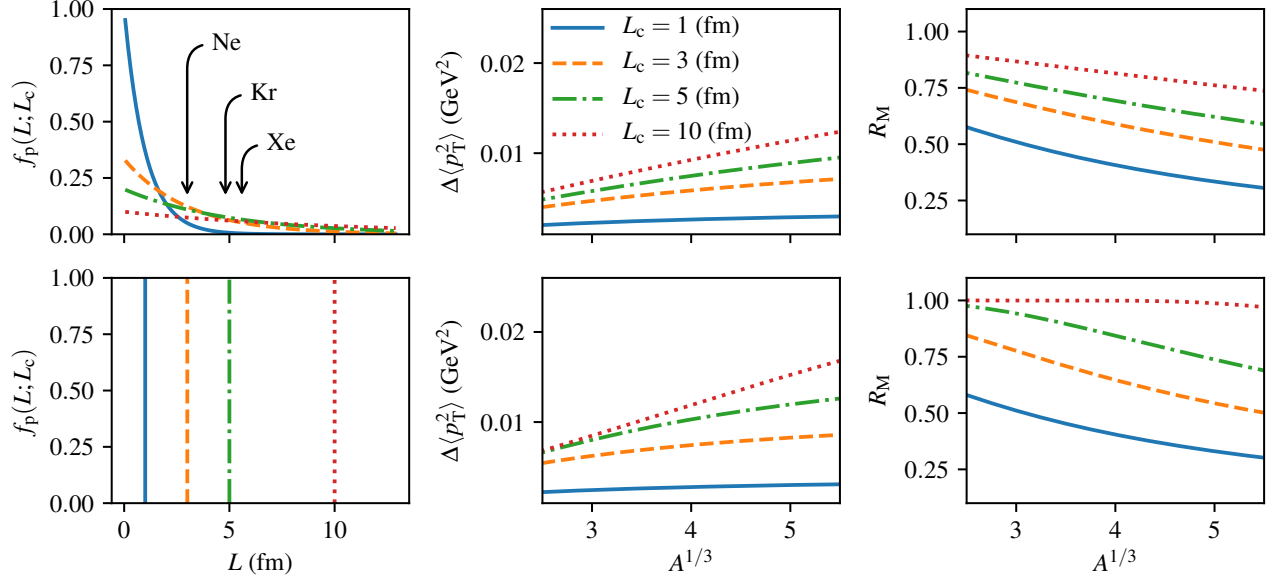 1.00
0.75
0.50
0.25
0.00
f_p(L; L_c)
Ne
Kr
Xe
0.02
0.01
Δ⟨p_T^2⟩ (GeV^2)
L_c = 1 (fm)
L_c = 3 (fm)
L_c = 5 (fm)
L_c = 10 (fm)
1.00
0.75
0.50
0.25
R_M
1.00
0.75
0.50
0.25
0.00
f_p(L; L_c)
0 5 10
L (fm)
0.02
0.01
Δ⟨p_T^2⟩ (GeV^2)
3 4 5
A^{1/3}
1.00
0.75
0.50
0.25
R_M
3 4 5
A^{1/3}